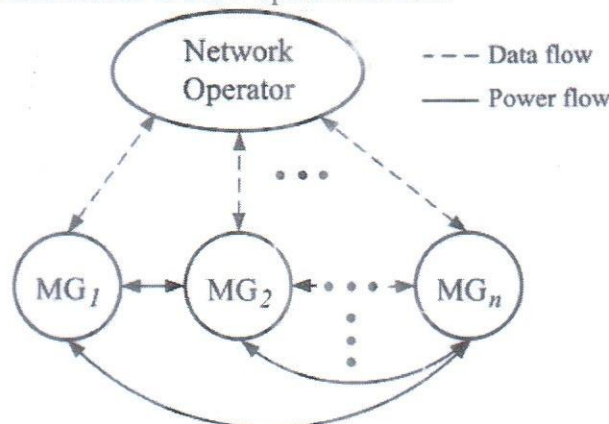 Network
Operator
Data flow
Power flow
MG1
MG2
MGn